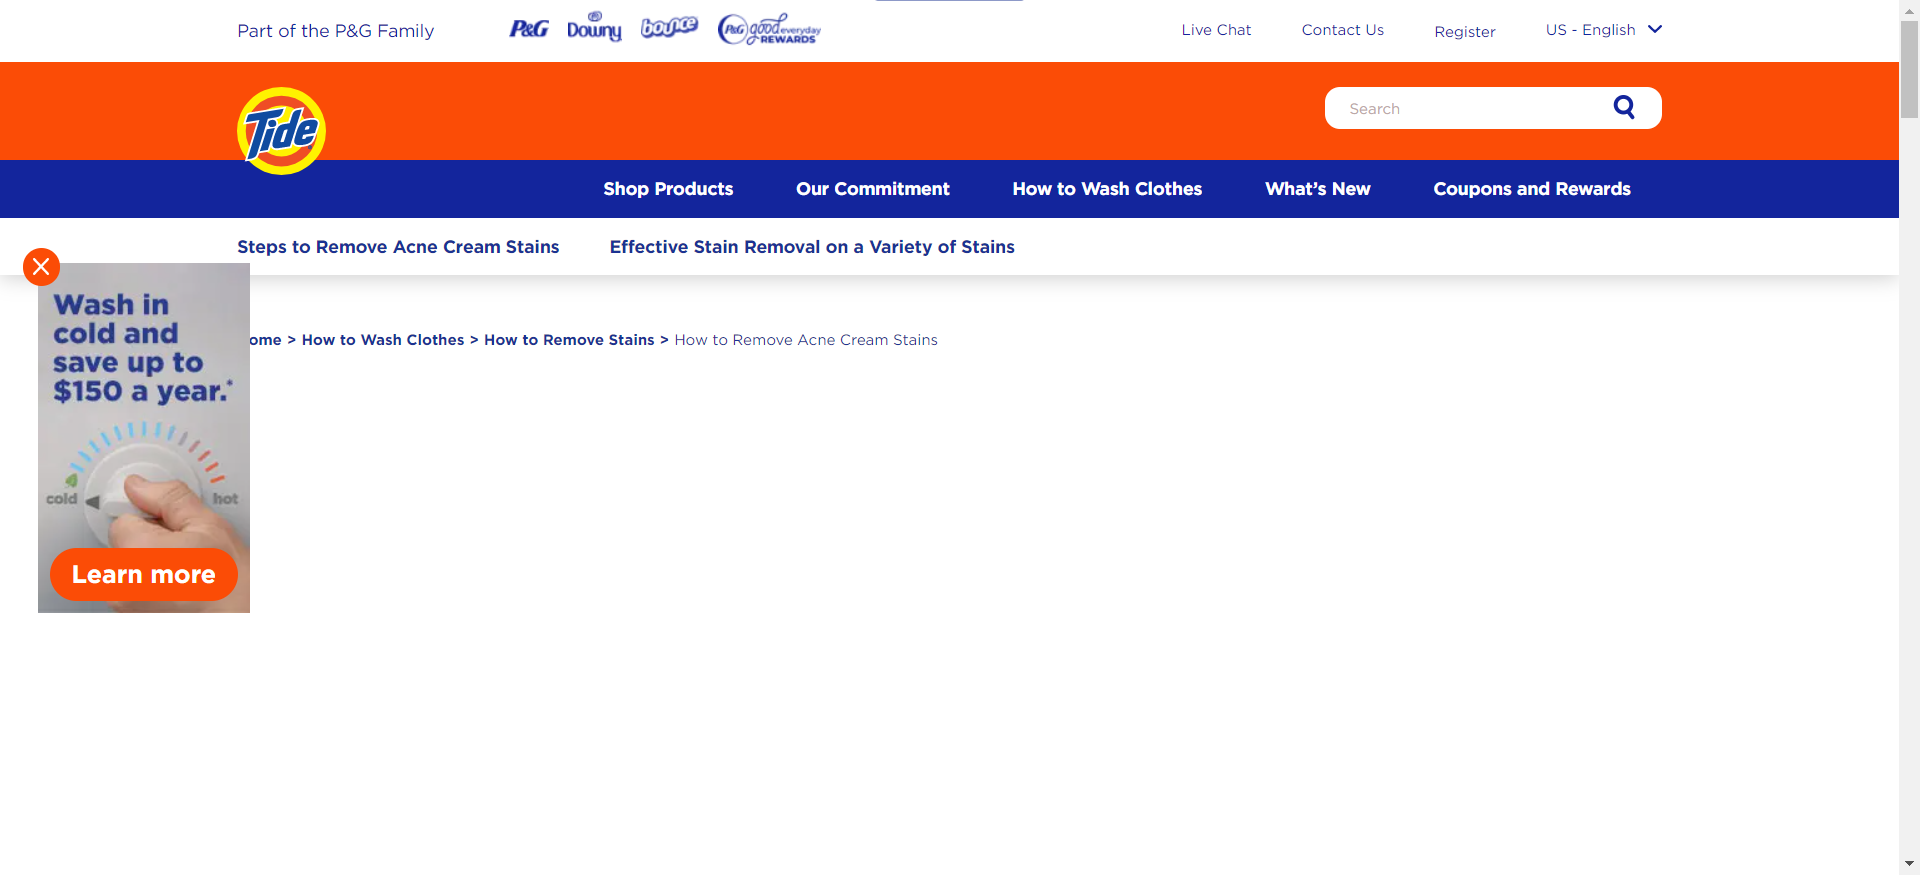 Part of the P&G Family
P&G
Downy
bounce
P&G good everyday
REWARDS
Live Chat
Contact Us
Register
US - English
Tide
Search
Shop Products
Our Commitment
How to Wash Clothes
What's New
Coupons and Rewards
Steps to Remove Acne Cream Stains
Effective Stain Removal on a Variety of Stains
ome > How to Wash Clothes > How to Remove Stains > How to Remove Acne Cream Stains
Wash in
cold and
save up to
$150 a year.*
cold
hot
Learn more